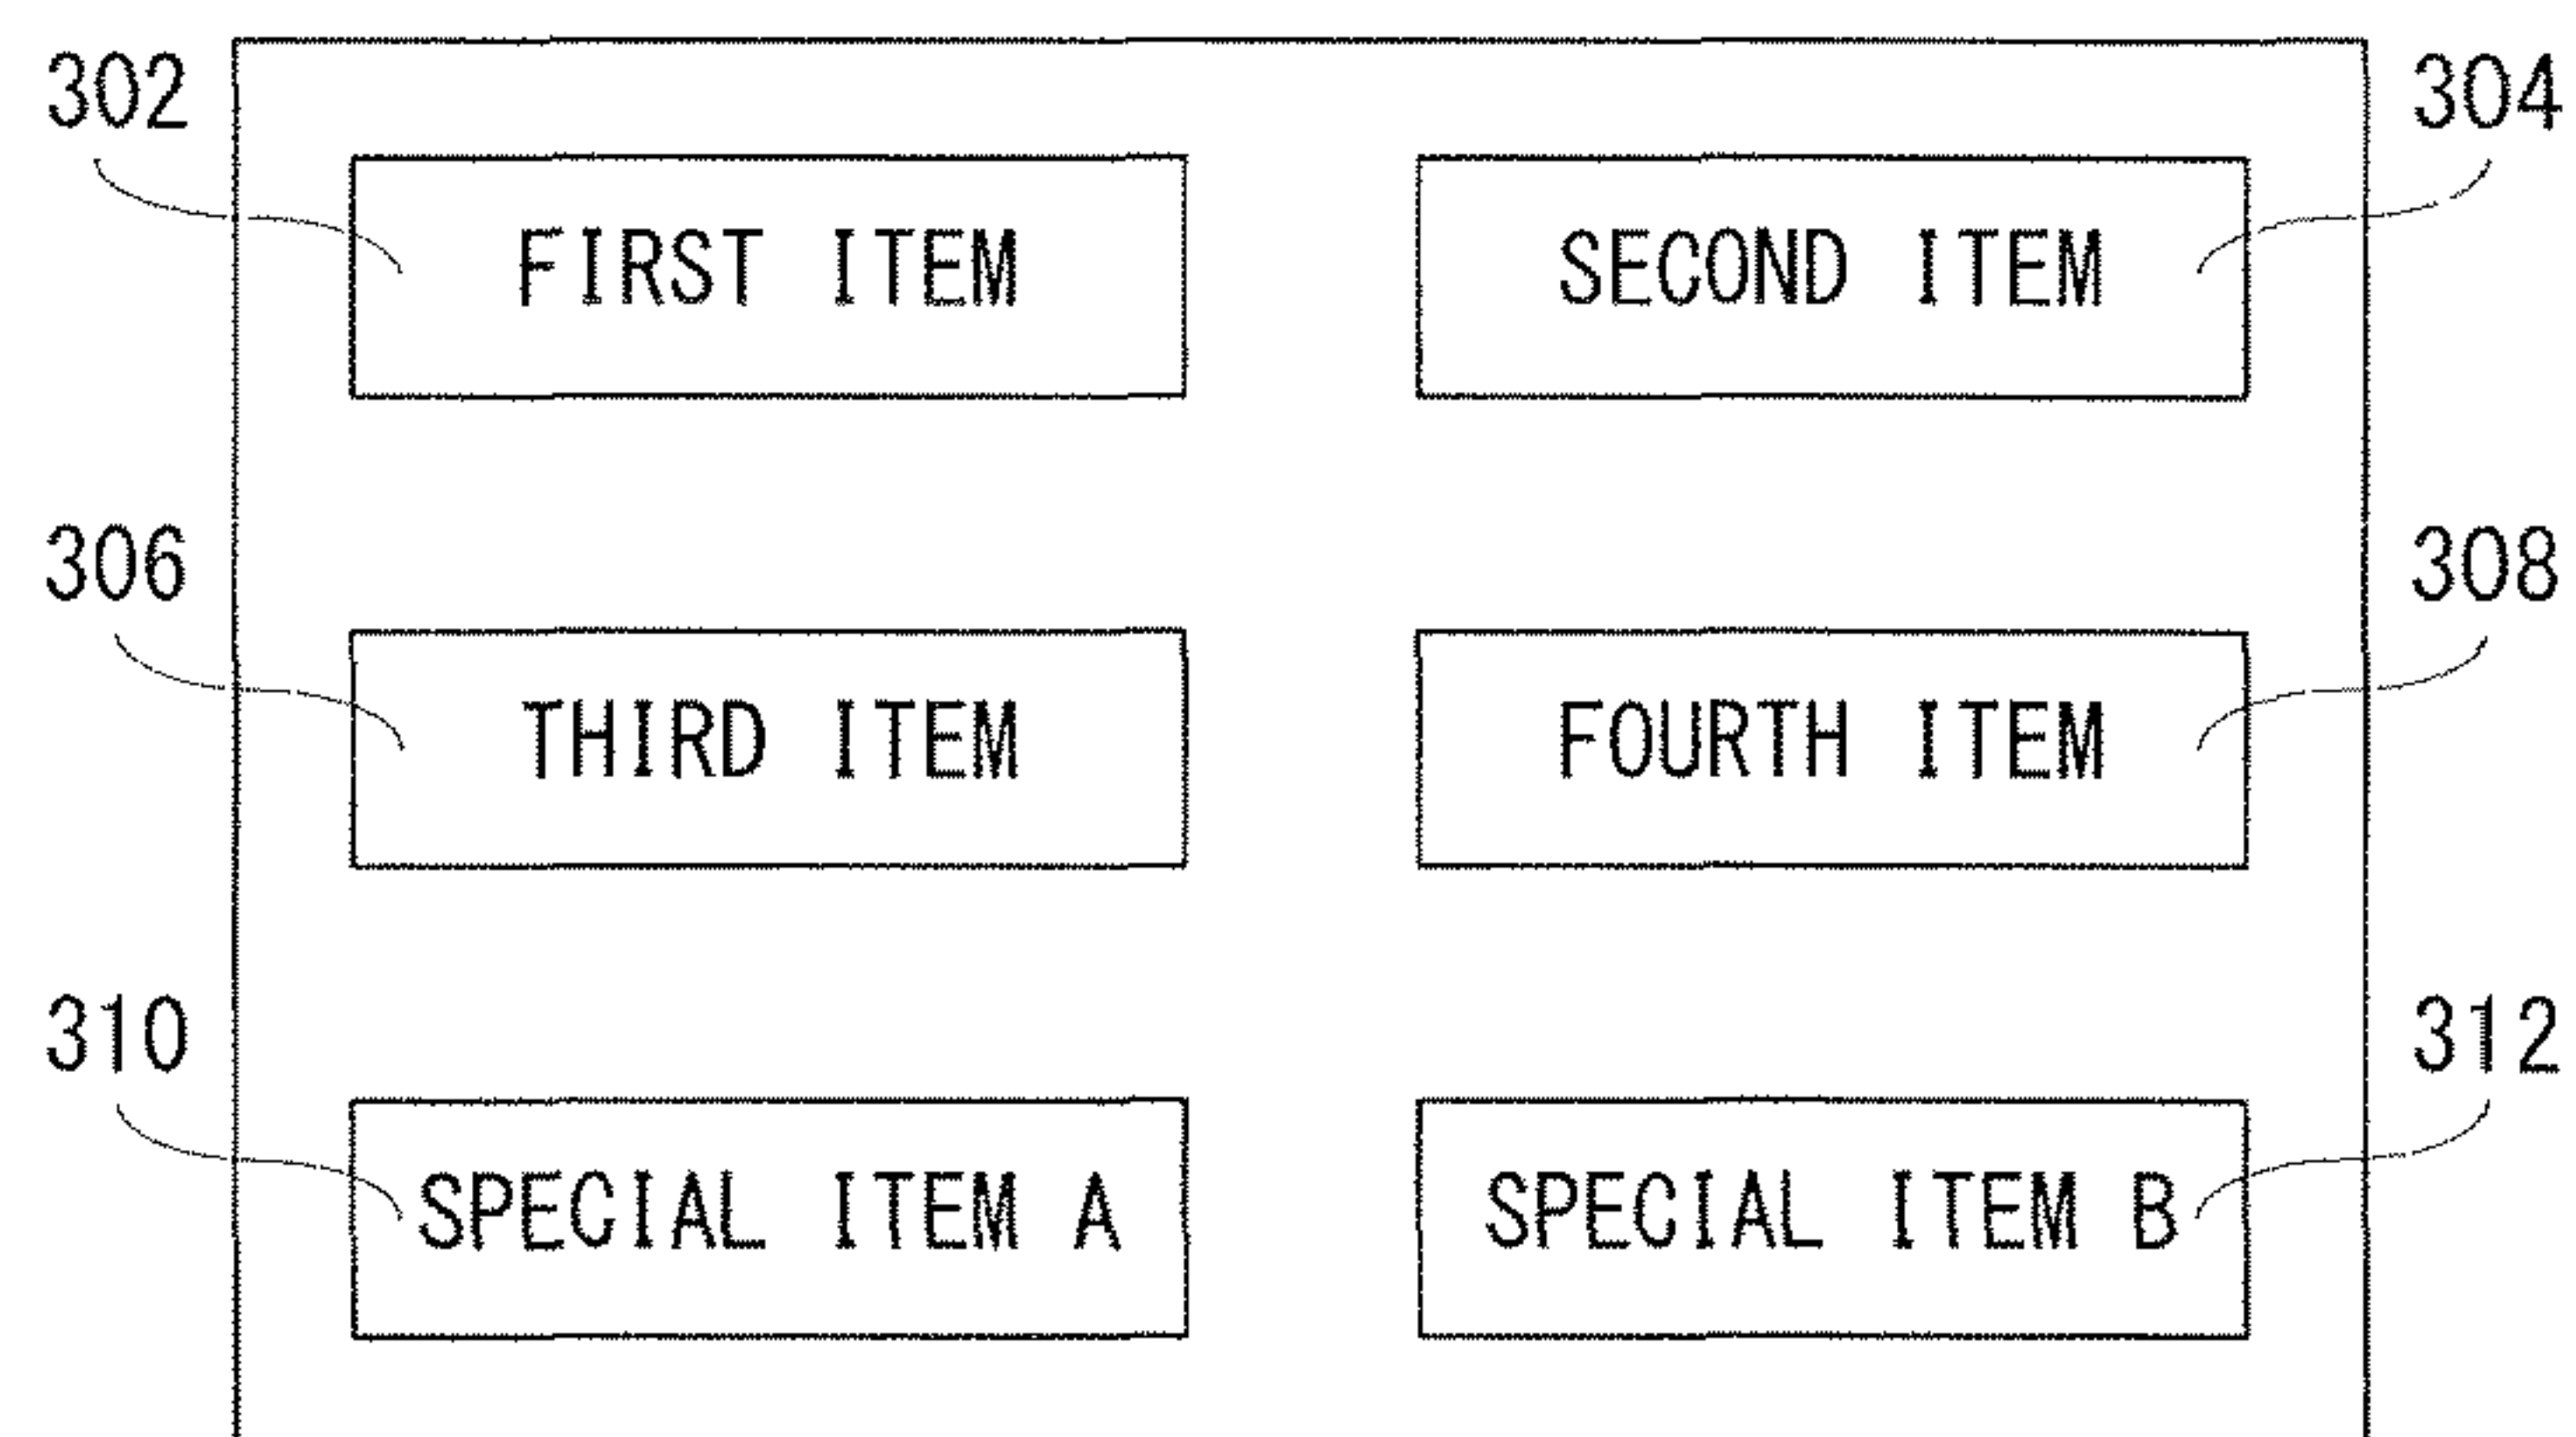 302 304
FIRST ITEM SECOND ITEM
306 308
THIRD ITEM FOURTH ITEM
310 312
SPECIAL ITEM A SPECIAL ITEM B